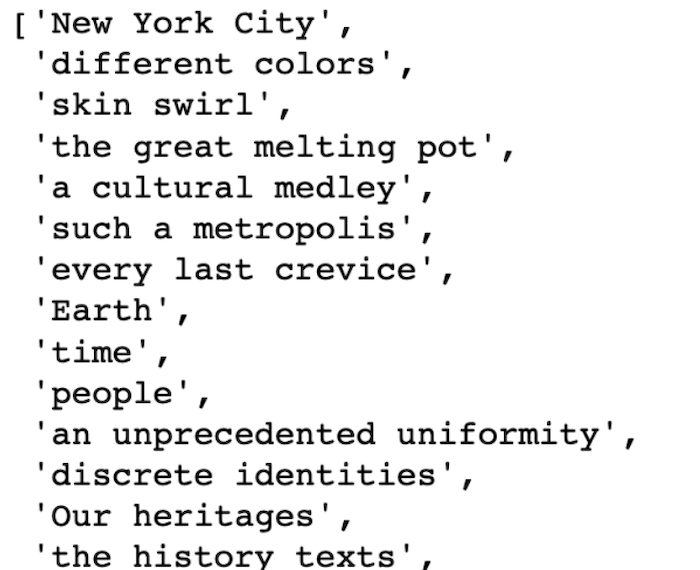 ['New York City',
'different colors',
'skin swirl',
'the great melting pot',
'a cultural medley',
'such a metropolis',
'every last crevice',
'Earth',
'time',
'people',
'an unprecedented uniformity',
'discrete identities',
'Our heritages',
'the history texts',